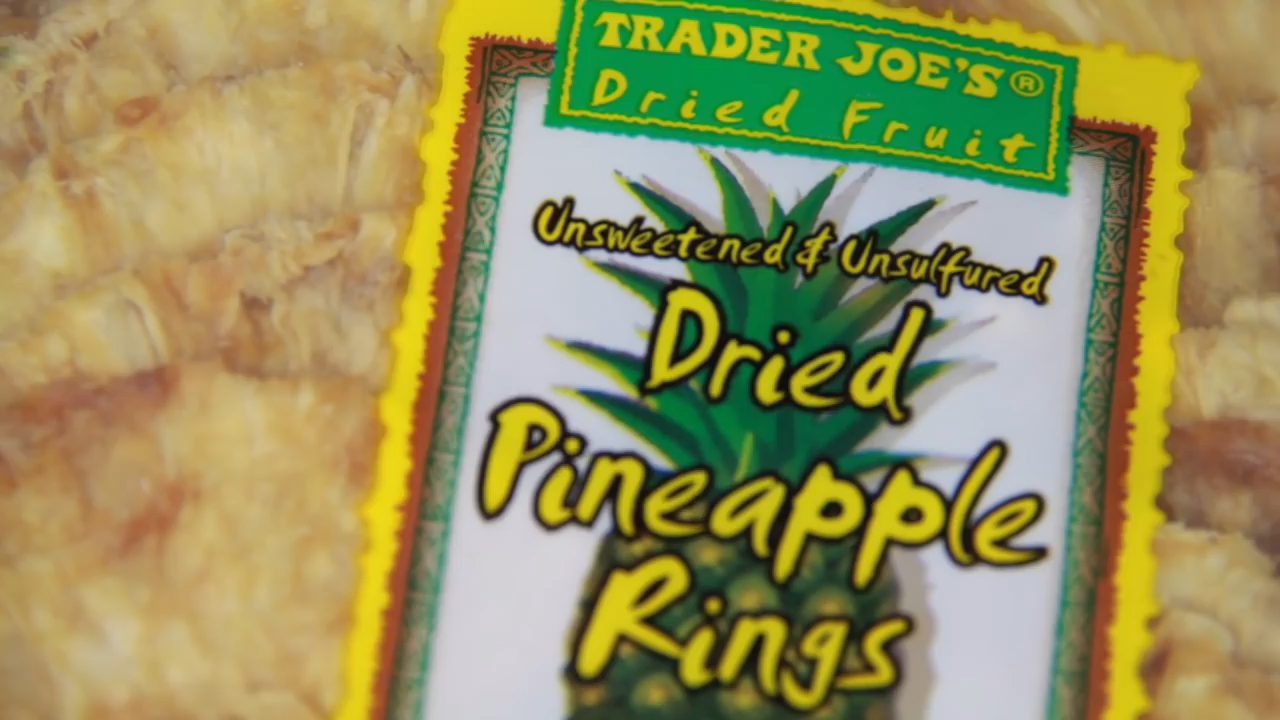 TRADER JOE'S®
Dried Fruit
Unsweetened & Unsulfured
Dried
Pineapple
Rings